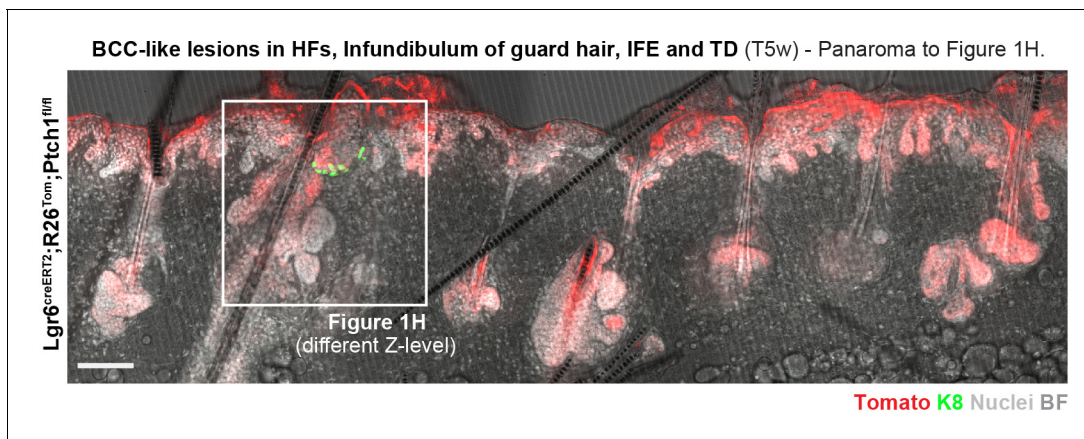 BCC-like lesions in HFs, Infundibulum of guard hair, IFE and TD (T5w) - Panaroma to Figure 1H.
Lgr6creERT2;R26Tom;Ptch1fl/fl
Figure 1H
(different Z-level)
Tomato K8 Nuclei BF